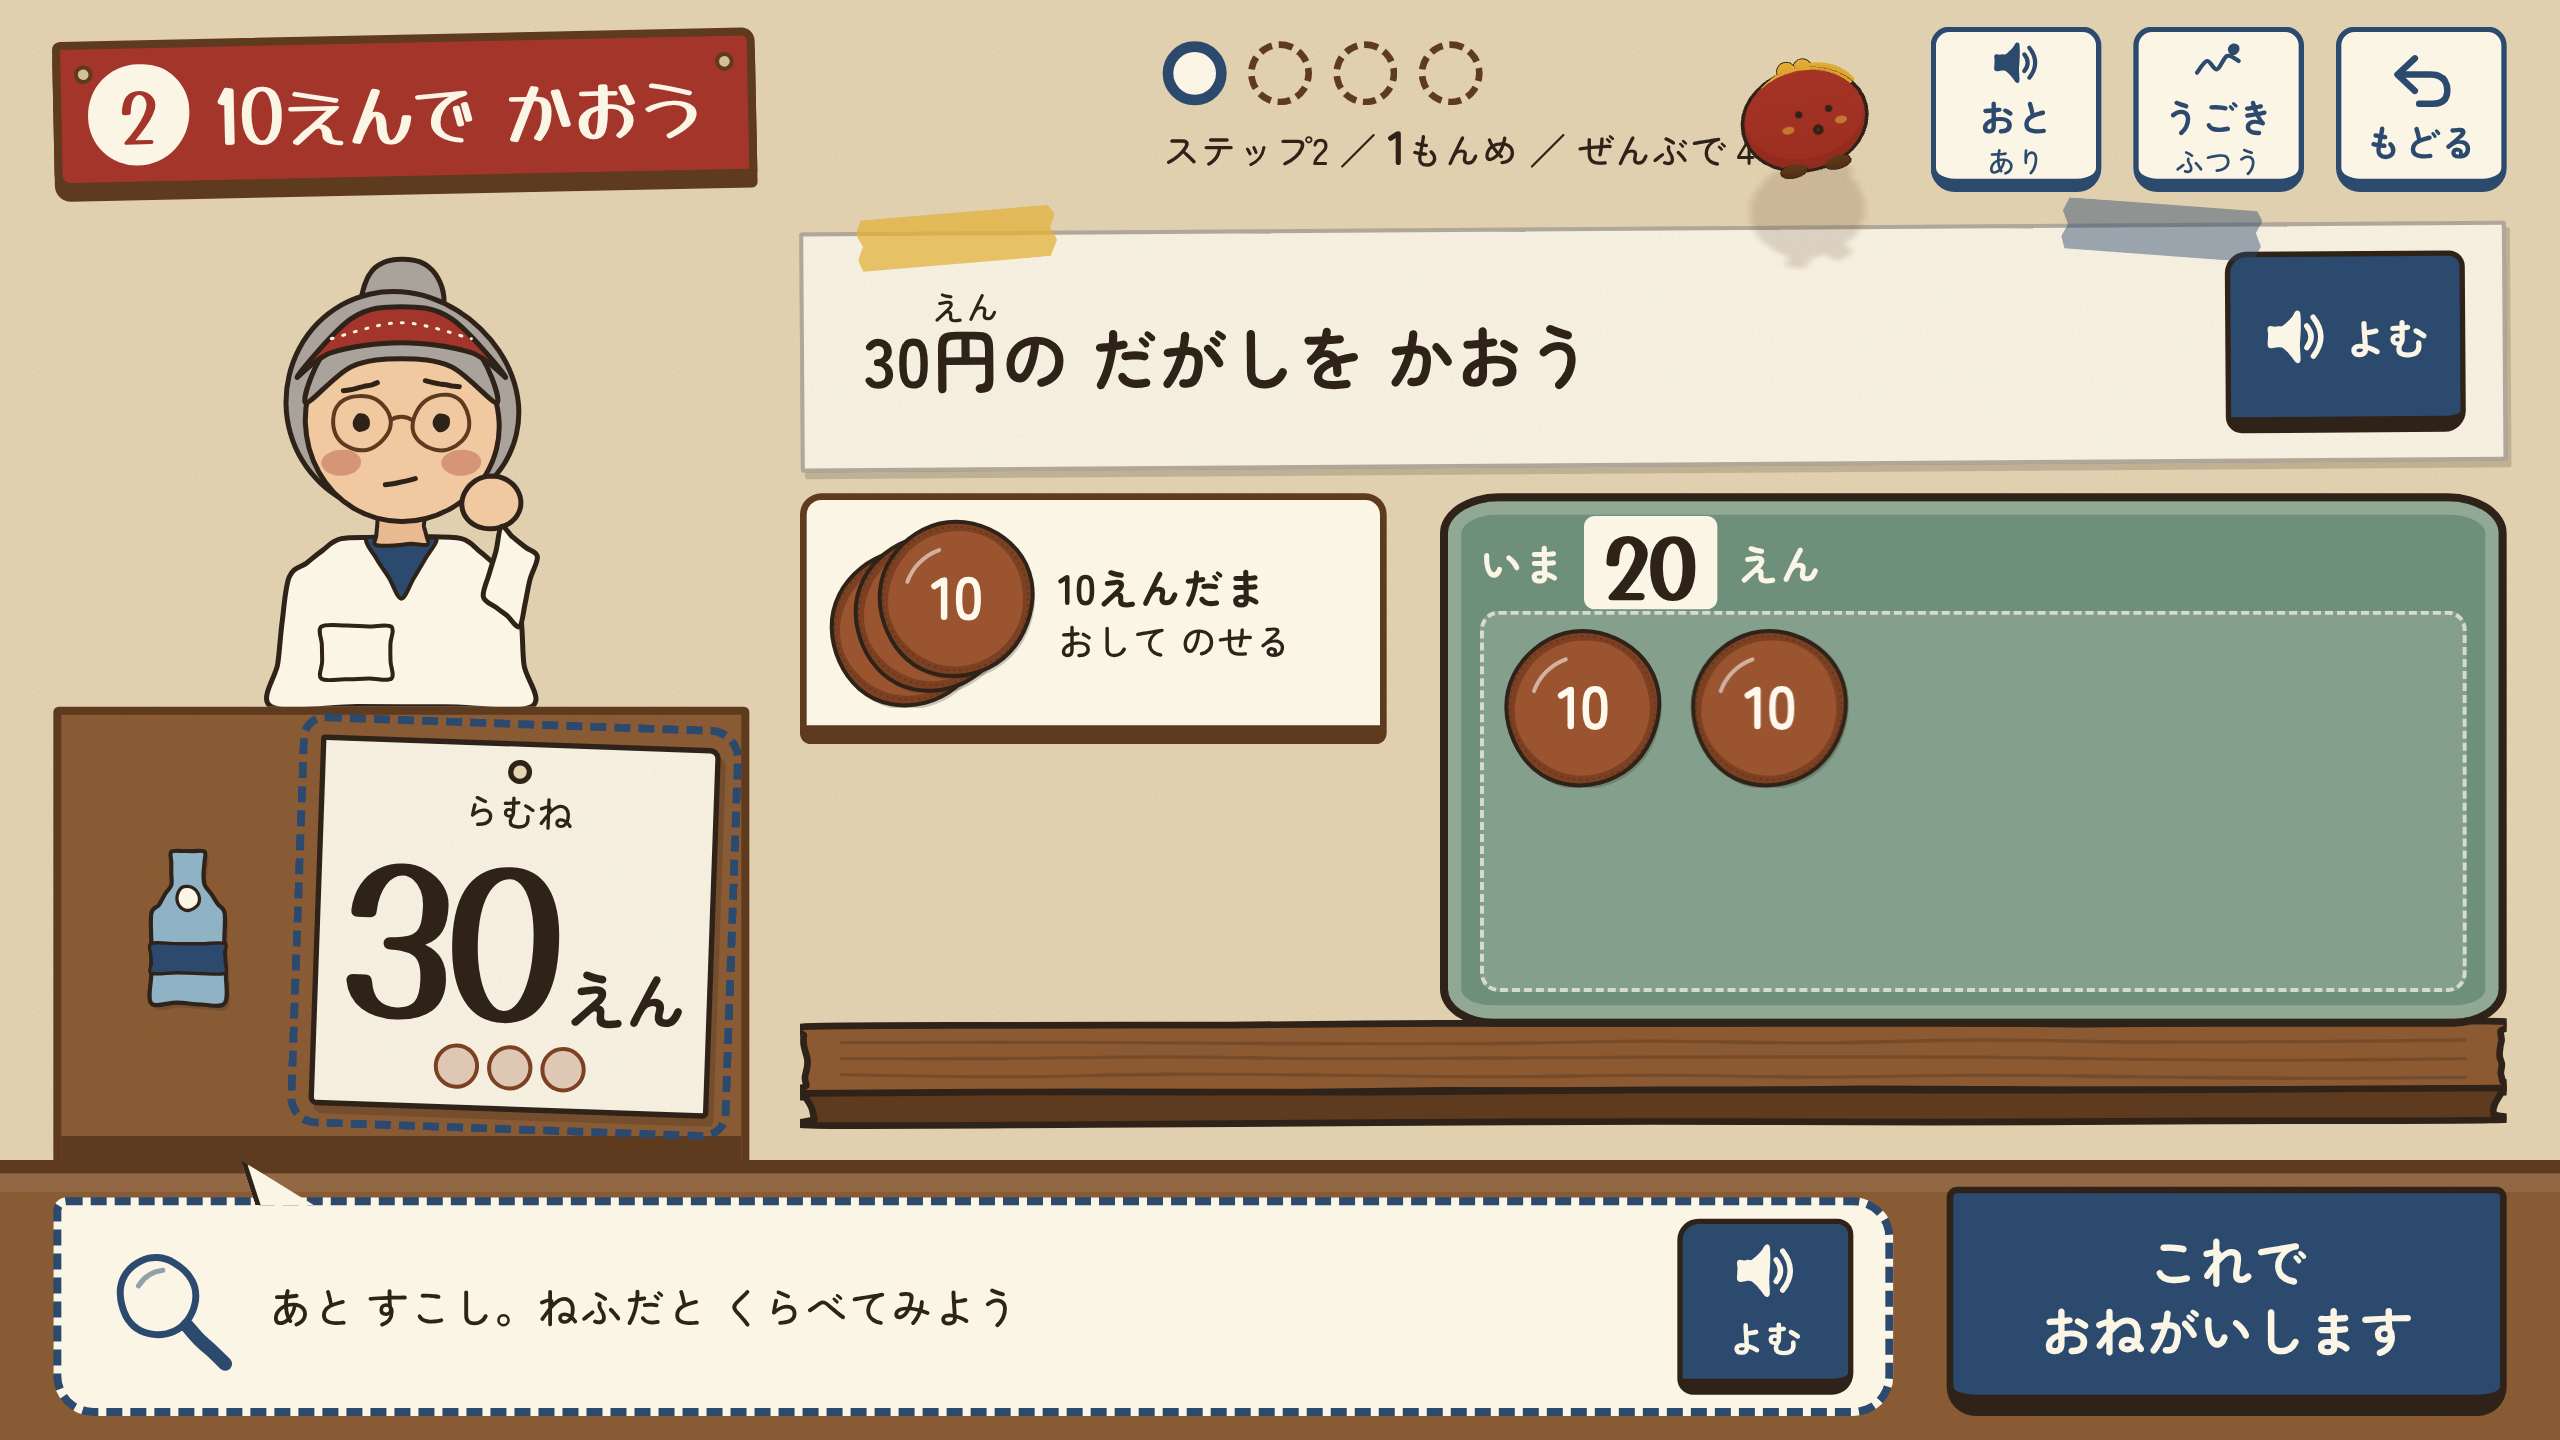 2 10えんで かおう
ステップ2 ／ 1もんめ ／ ぜんぶで 4
おと
あり
うごき
ふつう
もどる
えん
30円の だがしを かおう
よむ
10
10えんだま
おして のせる
いま 20 えん
10 10
らむね
30えん
あと すこし。ねふだと くらべてみよう
よむ
これで
おねがいします